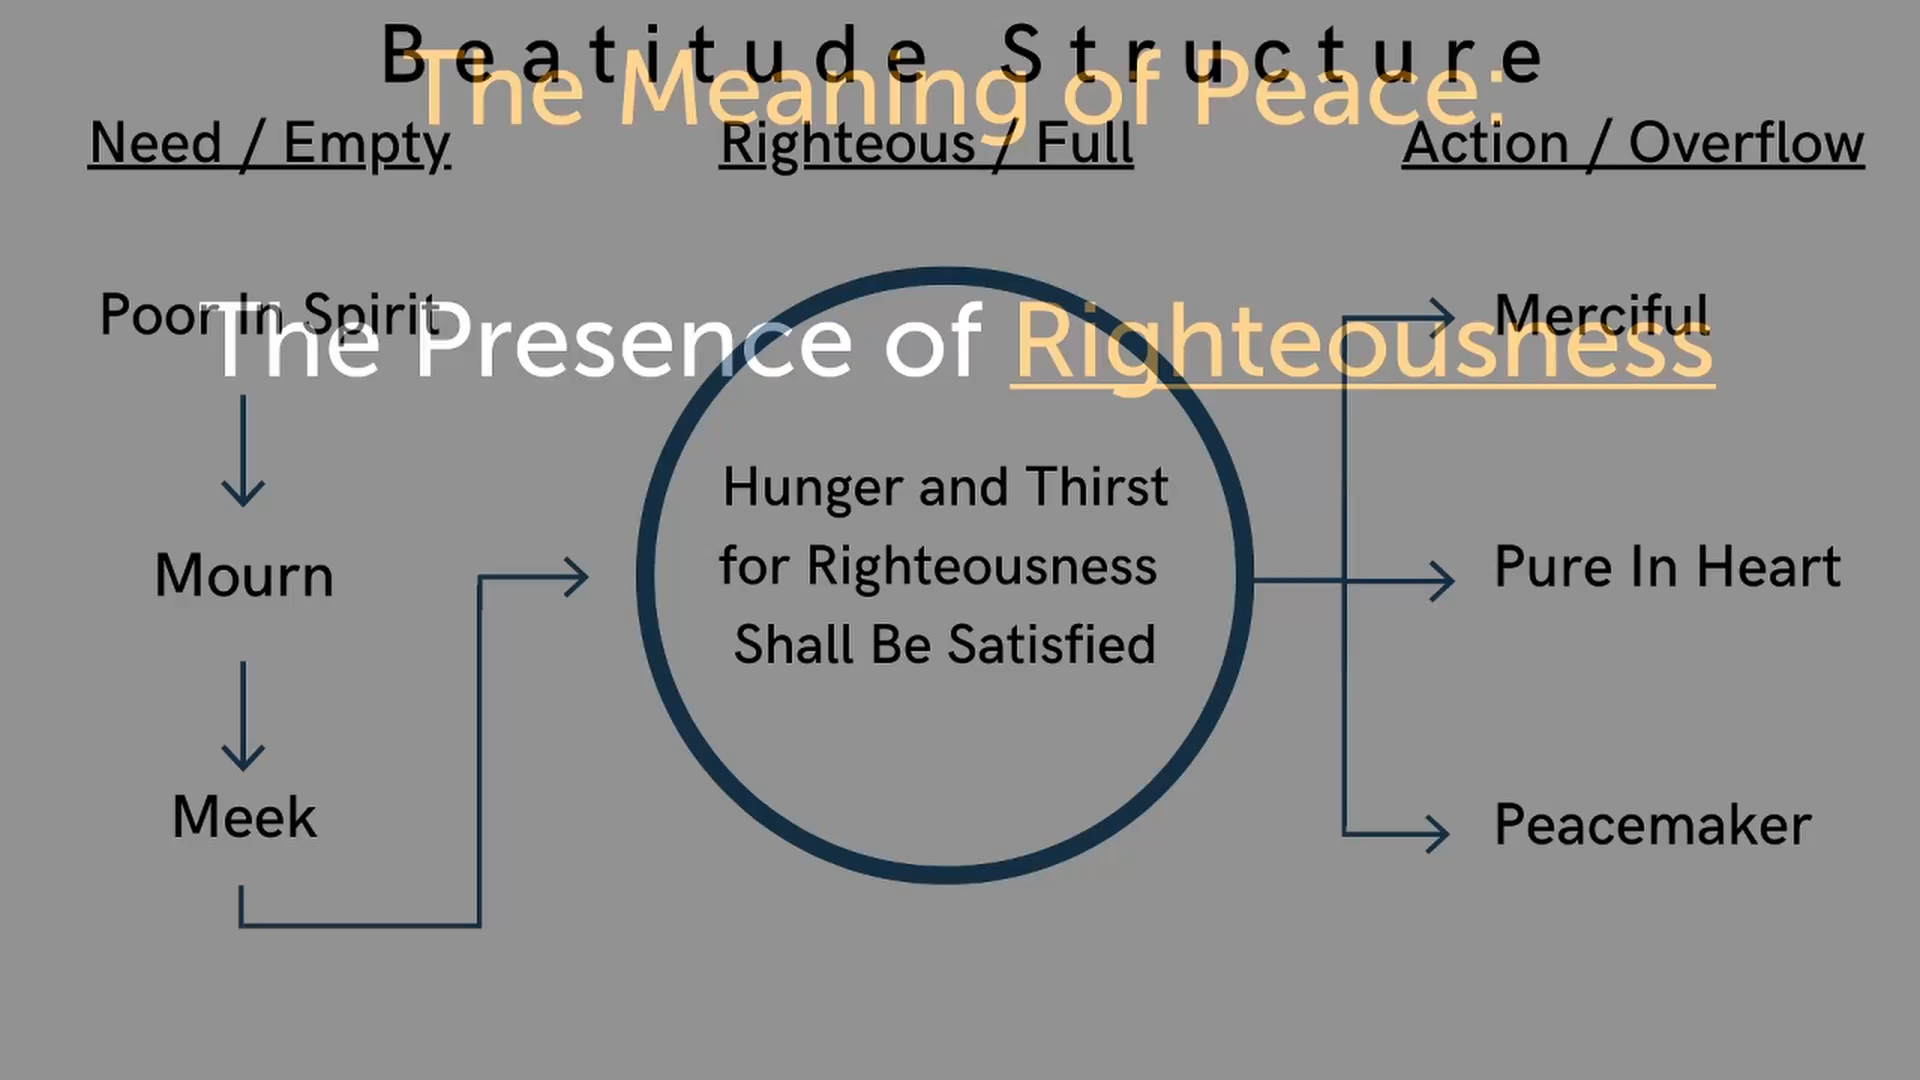 Beatitude Structure
The Meaning of Peace:
Need / Empty
Righteous / Full
Action / Overflow
Poor In Spirit
The Presence of Righteousness
Merciful
Hunger and Thirst
for Righteousness
Shall Be Satisfied
Mourn
Pure In Heart
Meek
Peacemaker